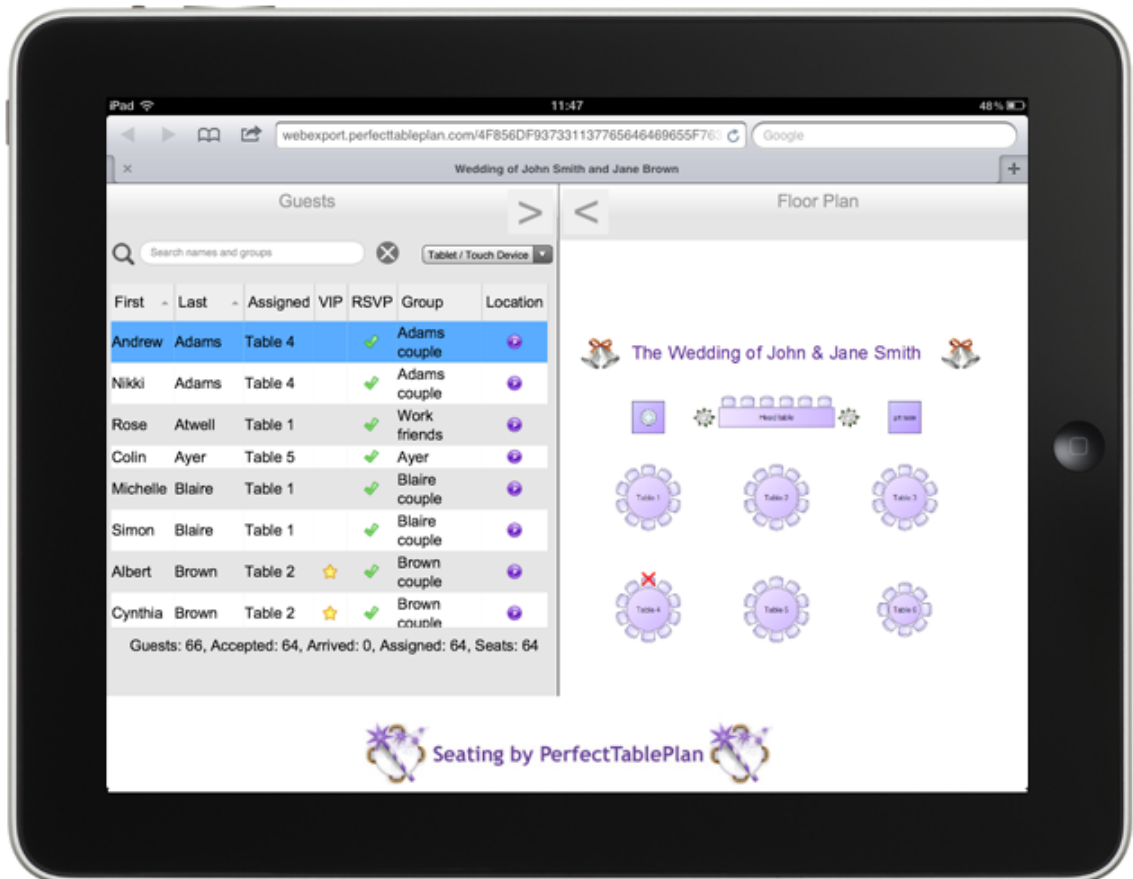 iPad
11:47
48%
webexport.perfecttableplan.com/4F856DF937331137765646469655F763
Google
Wedding of John Smith and Jane Brown
Guests
Floor Plan
Search names and groups
Tablet / Touch Device
First Last Assigned VIP RSVP Group Location
Andrew Adams Table 4 Adams couple
Nikki Adams Table 4 Adams couple
Rose Atwell Table 1 Work friends
Colin Ayer Table 5 Ayer
Michelle Blaire Table 1 Blaire couple
Simon Blaire Table 1 Blaire couple
Albert Brown Table 2 Brown couple
Cynthia Brown Table 2 Brown couple
Guests: 66, Accepted: 64, Arrived: 0, Assigned: 64, Seats: 64
The Wedding of John & Jane Smith
Head table
Table 1
Table 2
Table 3
Table 4
Table 5
Table 6
Seating by PerfectTablePlan